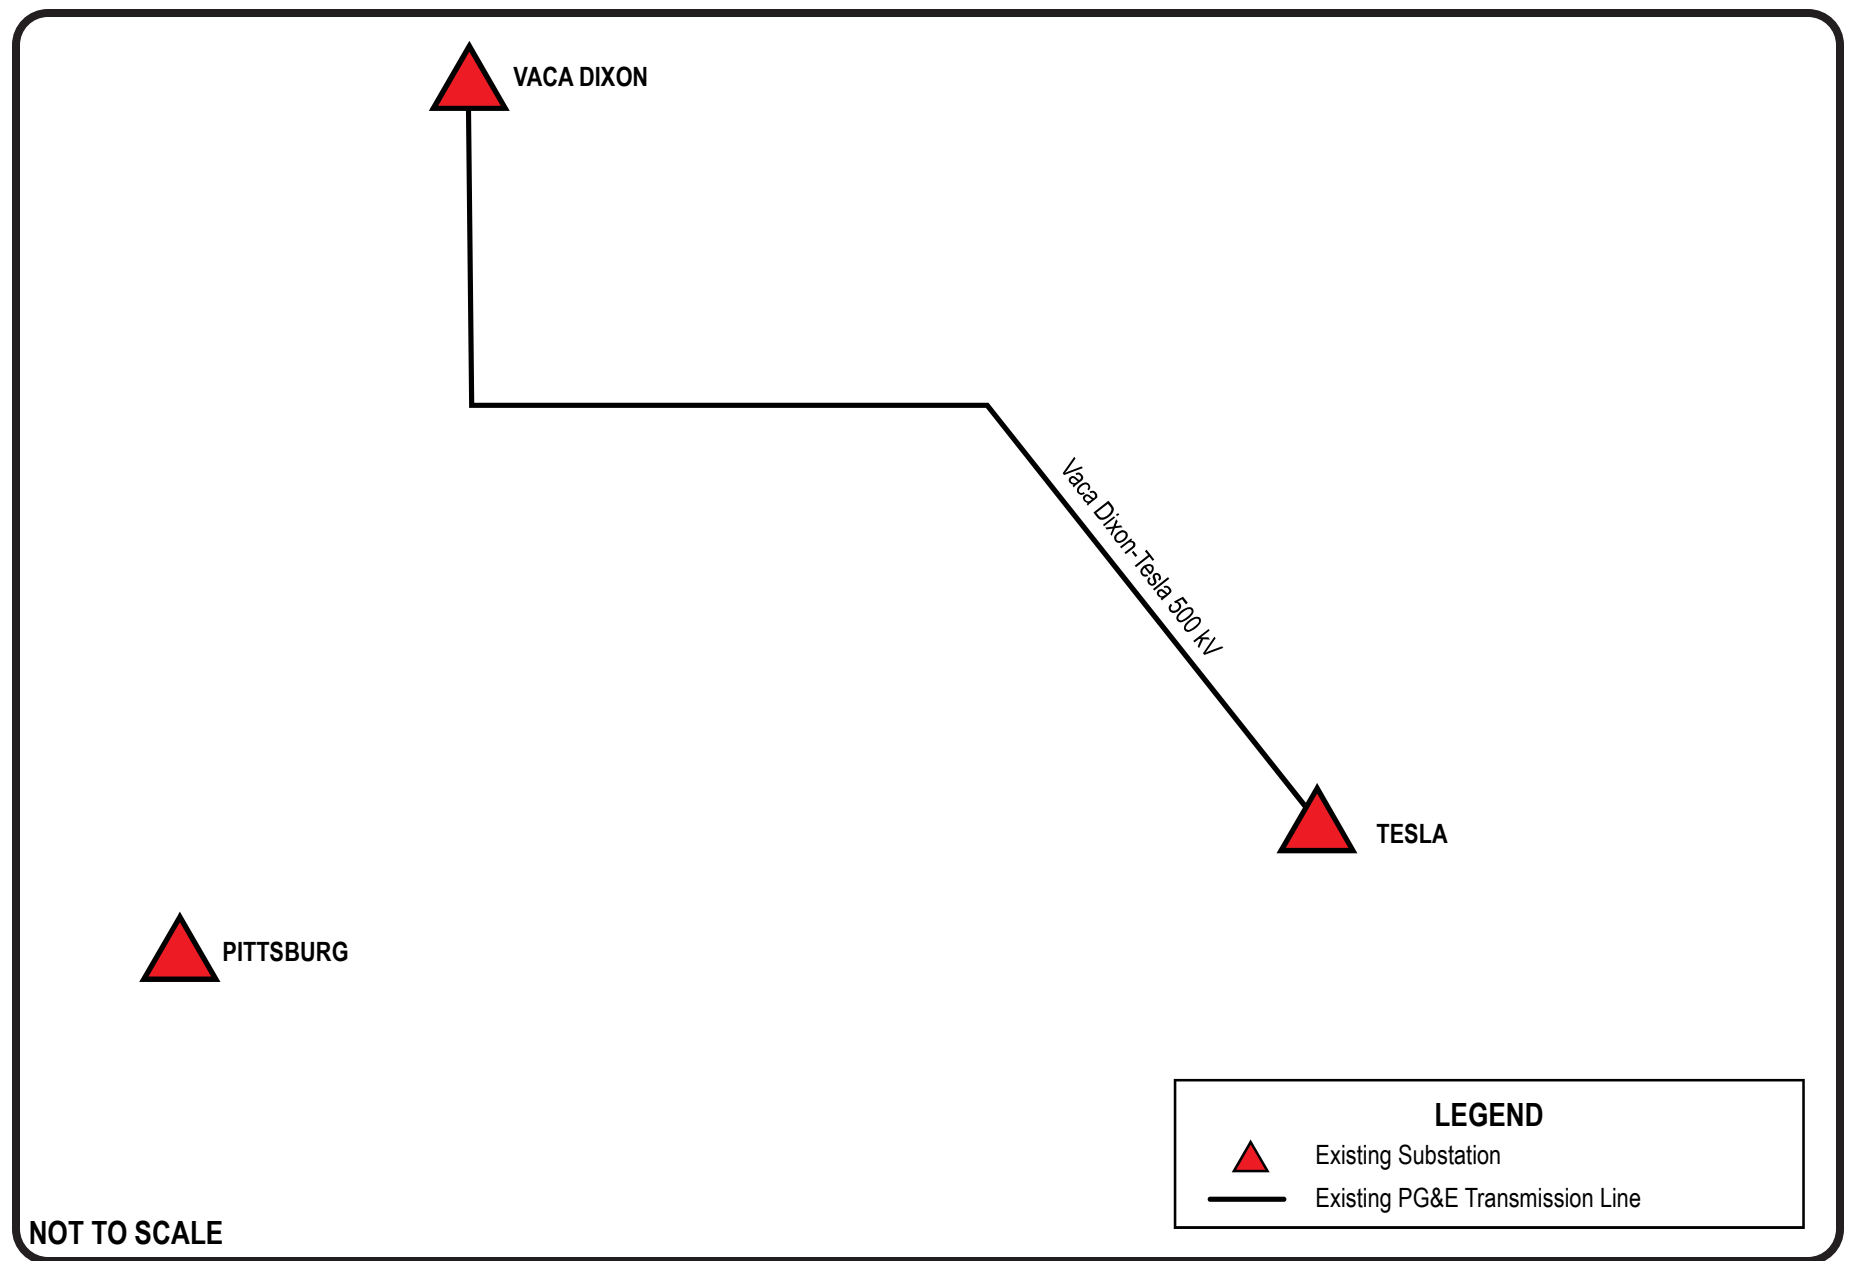 VACA DIXON
Vaca Dixon-Tesla 500 kV
TESLA
PITTSBURG
LEGEND
Existing Substation
Existing PG&E Transmission Line
NOT TO SCALE